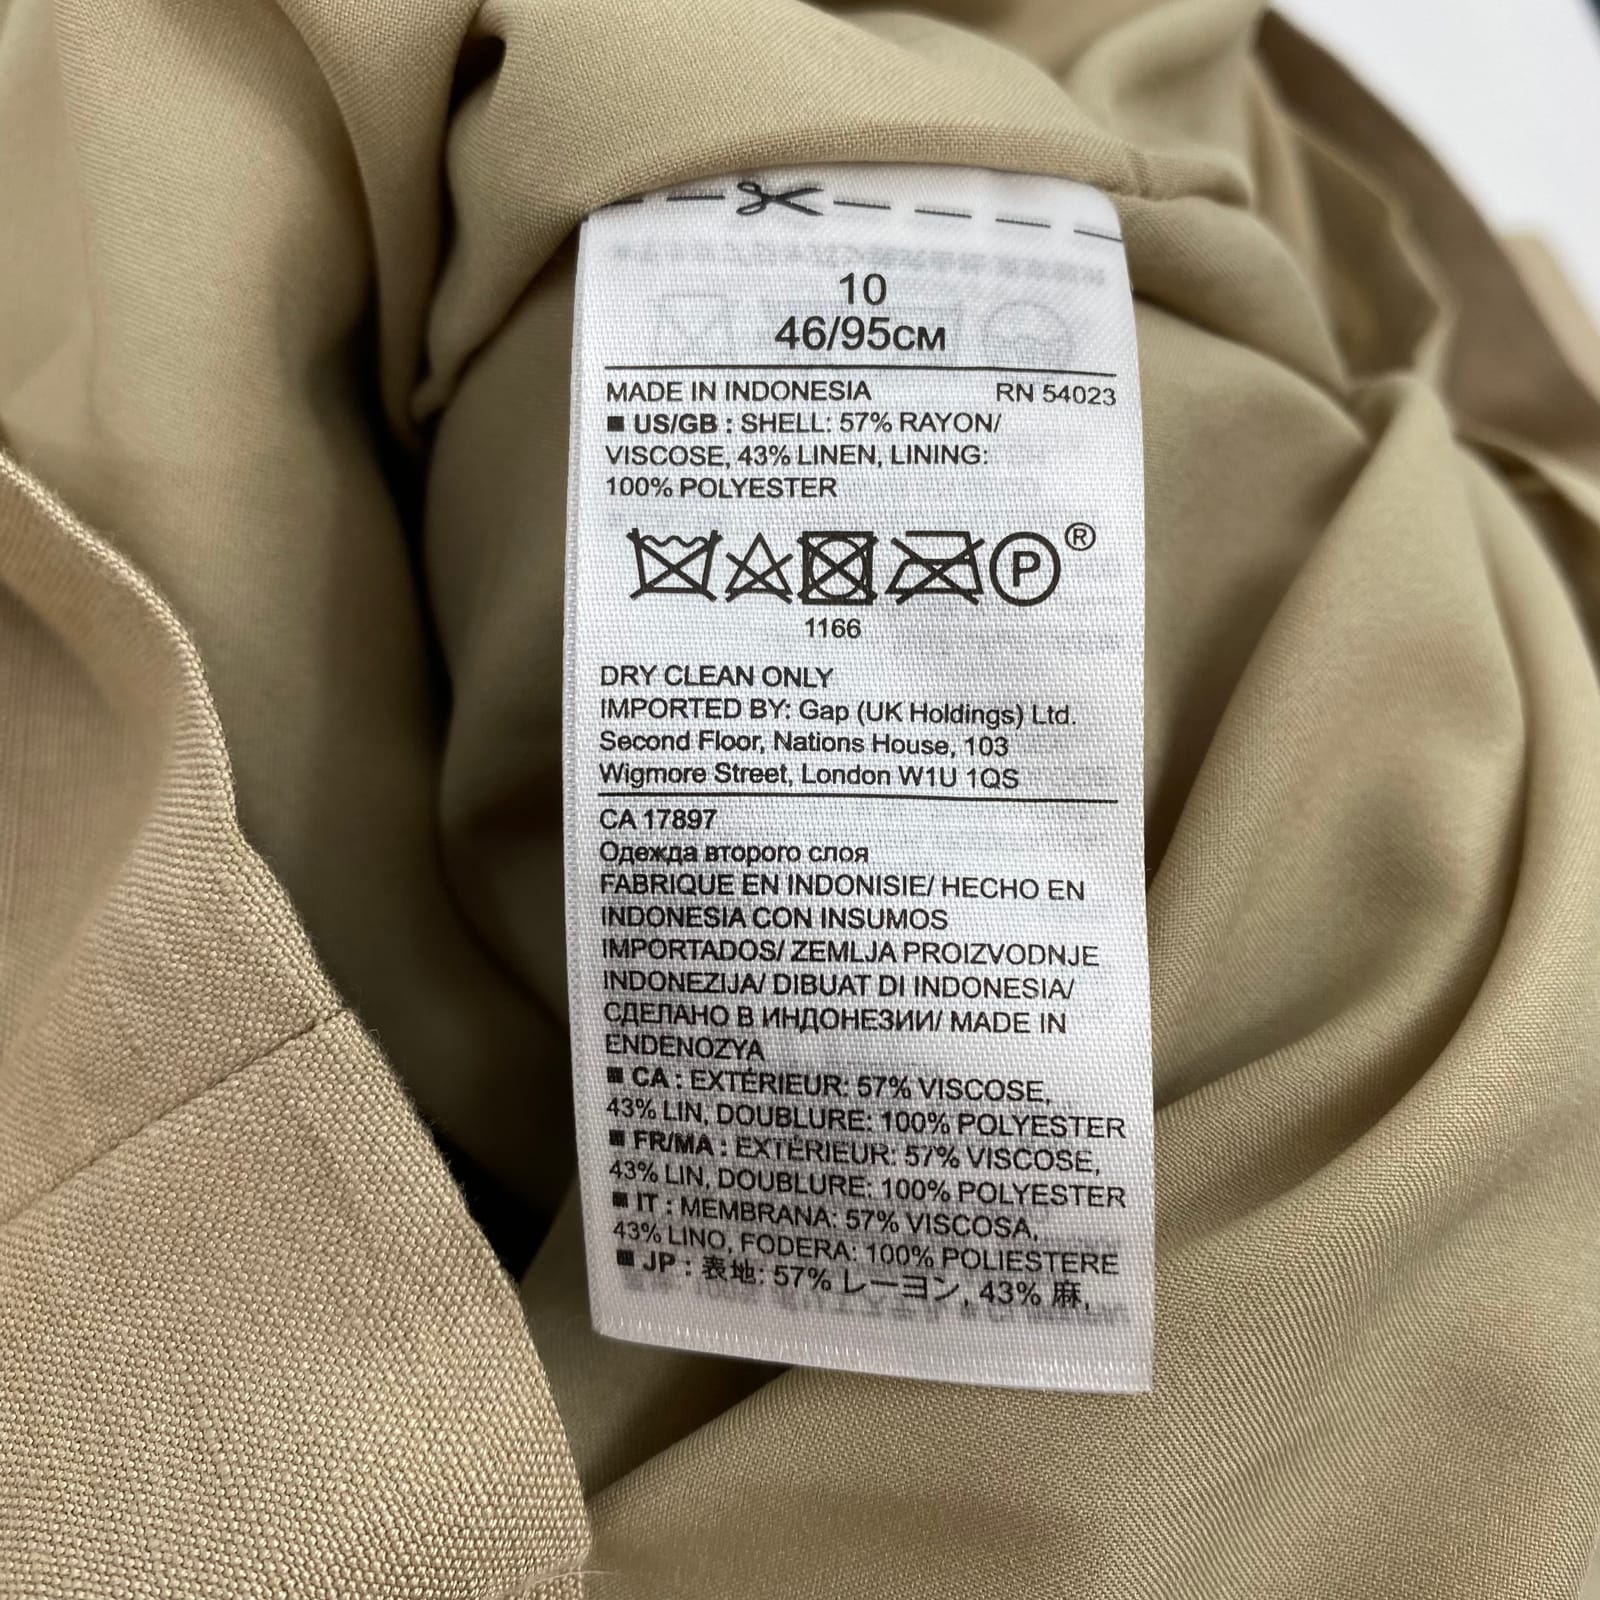 10
46/95см
MADE IN INDONESIA RN 54023
■ US/GB : SHELL: 57% RAYON/
VISCOSE, 43% LINEN, LINING:
100% POLYESTER
P ®
1166
DRY CLEAN ONLY
IMPORTED BY: Gap (UK Holdings) Ltd.
Second Floor, Nations House, 103
Wigmore Street, London W1U 1QS
CA 17897
Одежда второго слоя
FABRIQUE EN INDONISIE/ HECHO EN
INDONESIA CON INSUMOS
IMPORTADOS/ ZEMLJA PROIZVODNJE
INDONEZIJA/ DIBUAT DI INDONESIA/
СДЕЛАНО В ИНДОНЕЗИИ/ MADE IN
ENDENOZYA
■ CA : EXTÉRIEUR: 57% VISCOSE,
43% LIN, DOUBLURE: 100% POLYESTER
■ FR/MA : EXTÉRIEUR: 57% VISCOSE,
43% LIN, DOUBLURE: 100% POLYESTER
■ IT : MEMBRANA: 57% VISCOSA,
43% LINO, FODERA: 100% POLIESTERE
■ JP : 表地: 57% レーヨン, 43% 麻,